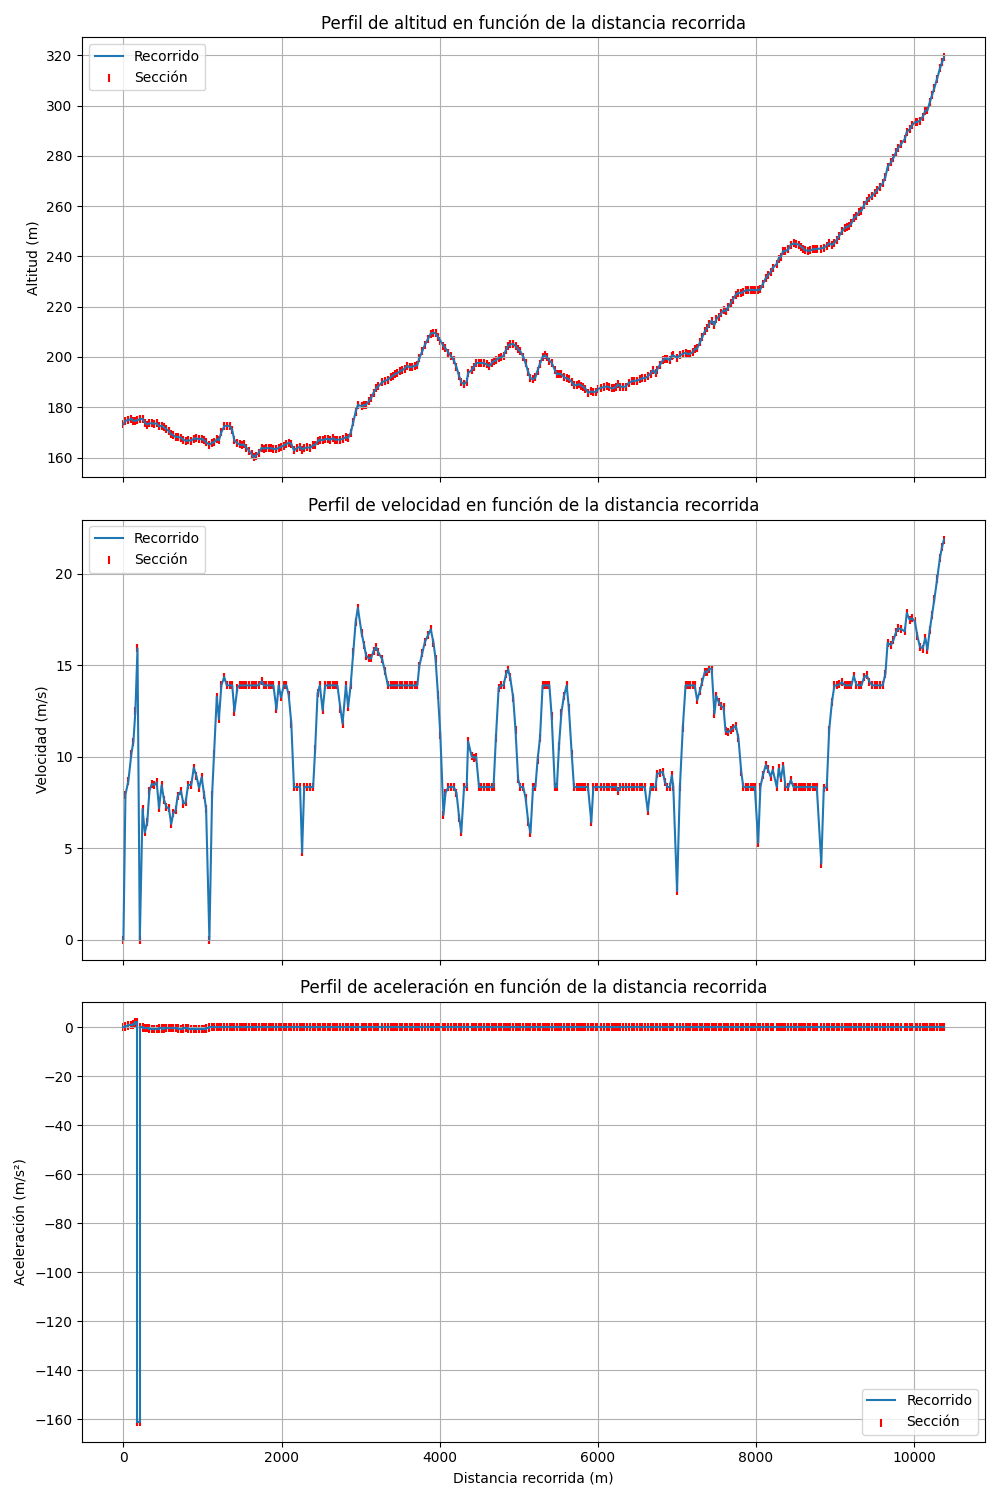 Perfil de altitud en función de la distancia recorrida
Recorrido
Sección
320
300
280
260
240
220
200
180
160
Altitud (m)
Perfil de velocidad en función de la distancia recorrida
Recorrido
Sección
20
15
10
5
0
Velocidad (m/s)
Perfil de aceleración en función de la distancia recorrida
0
−20
−40
−60
−80
−100
−120
−140
−160
Aceleración (m/s²)
Recorrido
Sección
0 2000 4000 6000 8000 10000
Distancia recorrida (m)